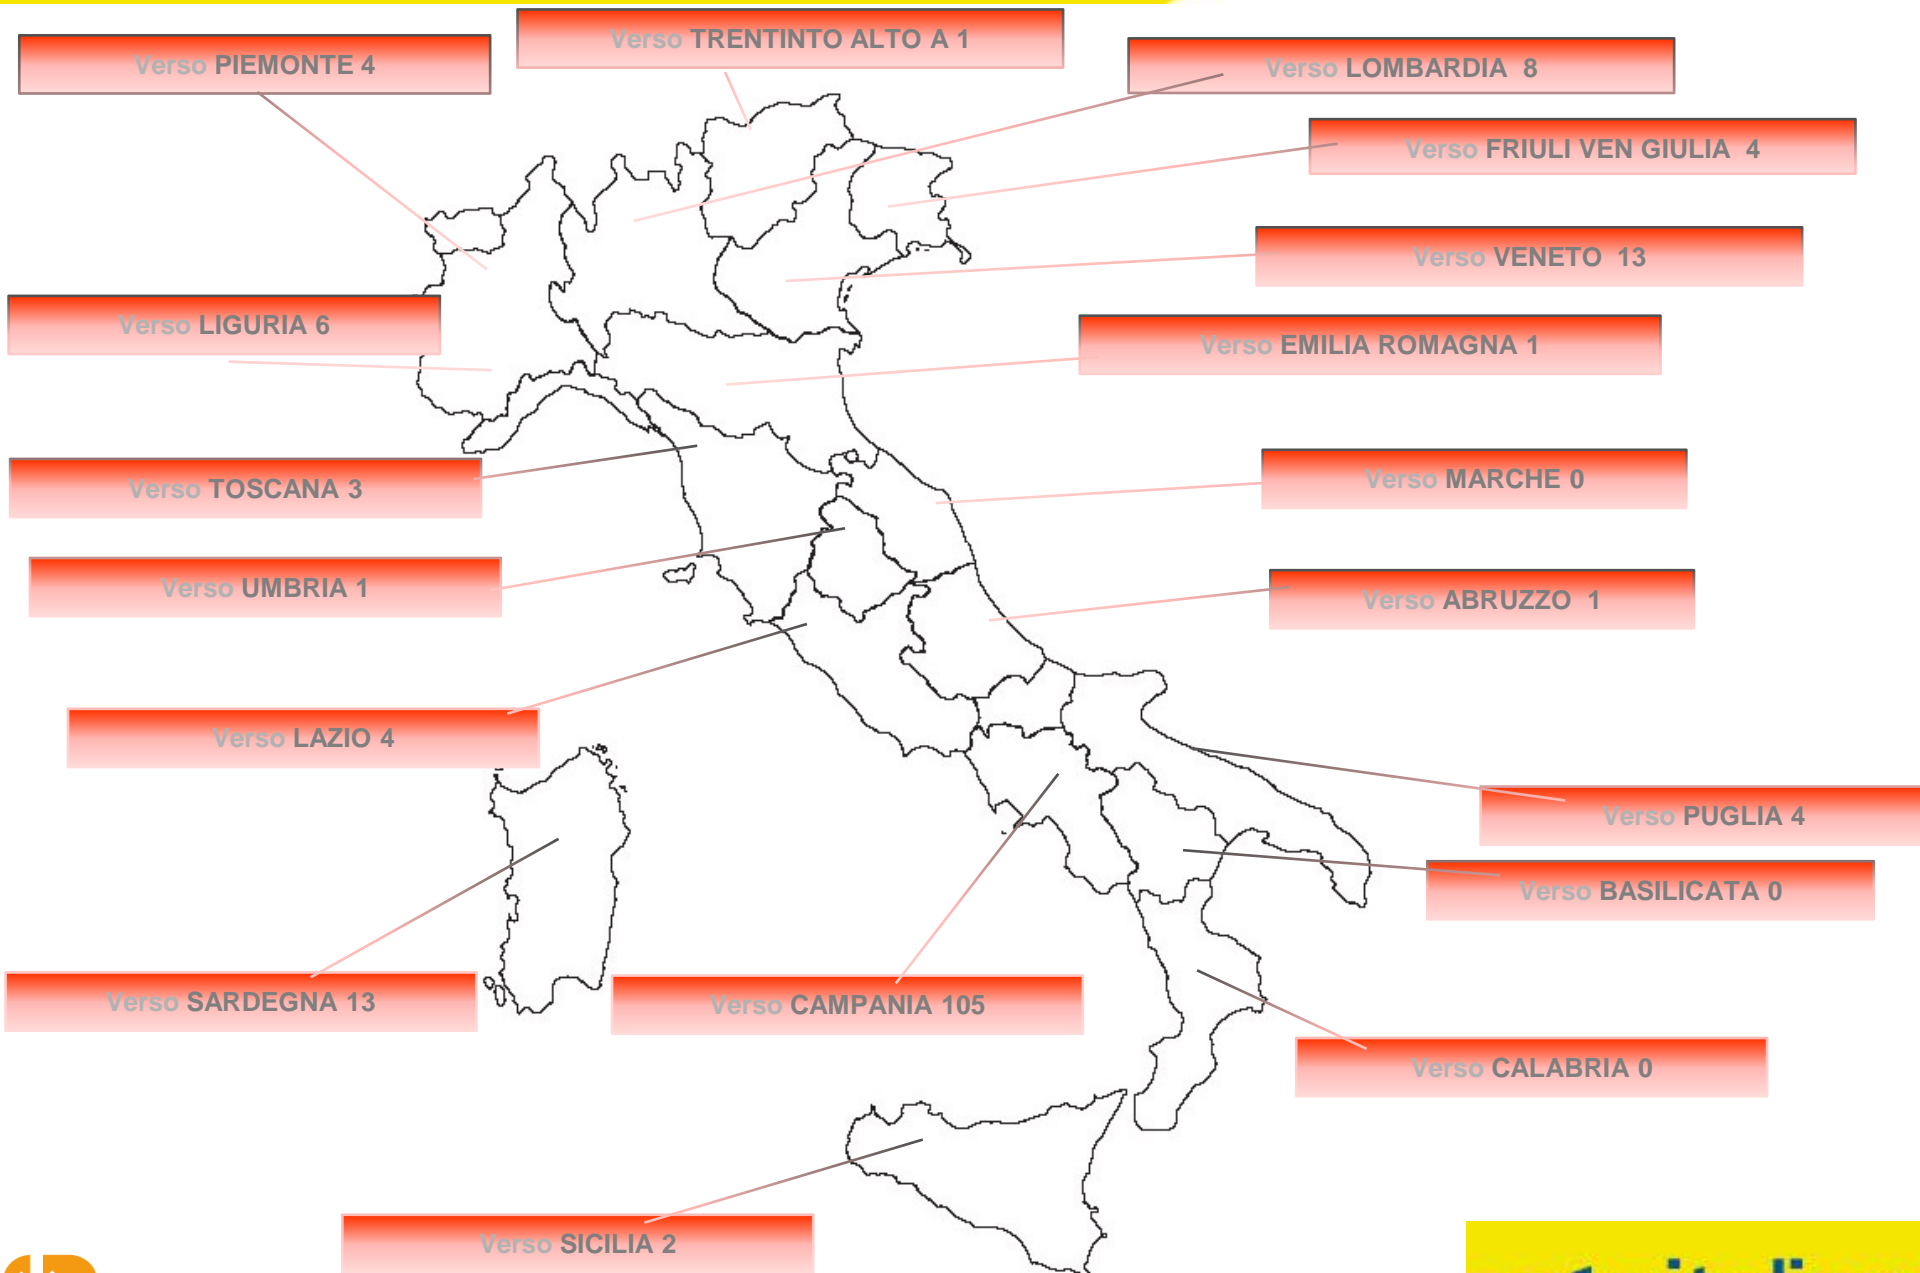 Verso TRENTINTO ALTO A 1
Verso PIEMONTE 4
Verso LOMBARDIA 8
Verso FRIULI VEN GIULIA 4
Verso VENETO 13
Verso LIGURIA 6
Verso EMILIA ROMAGNA 1
Verso TOSCANA 3
Verso MARCHE 0
Verso UMBRIA 1
Verso ABRUZZO 1
Verso LAZIO 4
Verso PUGLIA 4
Verso BASILICATA 0
Verso SARDEGNA 13
Verso CAMPANIA 105
Verso CALABRIA 0
Verso SICILIA 2